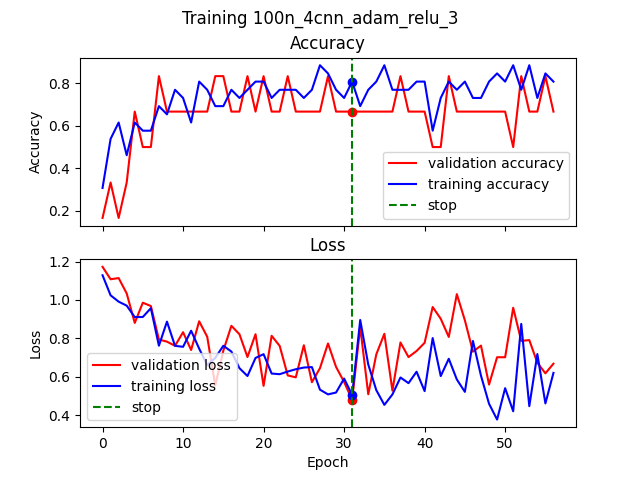 Training 100n_4cnn_adam_relu_3
Accuracy
Accuracy
0.8
0.6
0.4
0.2
validation accuracy
training accuracy
stop
Loss
Loss
1.2
1.0
0.8
0.6
0.4
validation loss
training loss
stop
0 10 20 30 40 50
Epoch